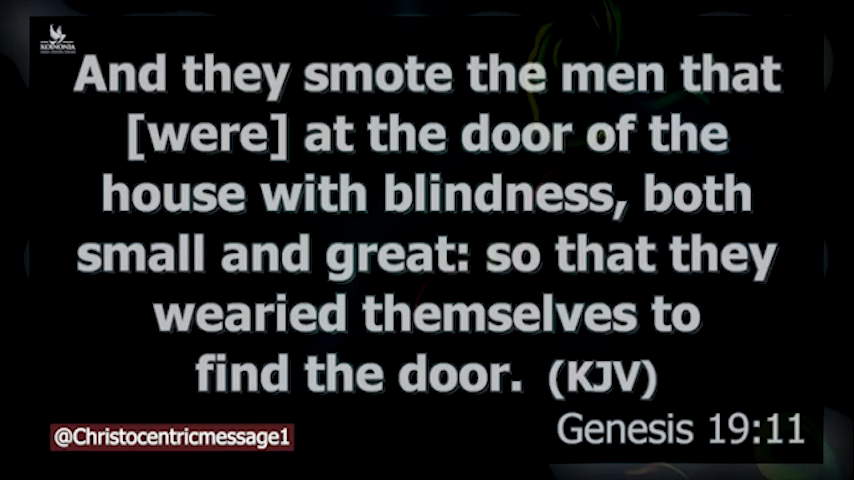 KOINONIA
And they smote the men that
[were] at the door of the
house with blindness, both
small and great: so that they
wearied themselves to
find the door. (KJV)
@Christocentricmessage1
Genesis 19:11